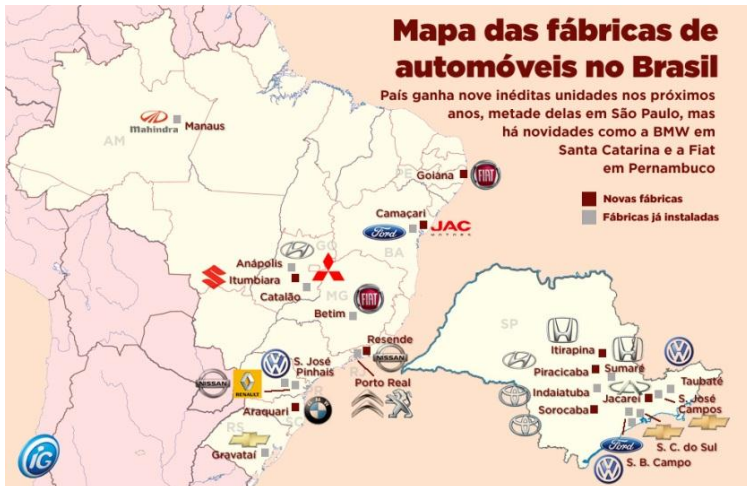 Mapa das fábricas de
automóveis no Brasil
País ganha nove inéditas unidades nos próximos
anos, metade delas em São Paulo, mas
há novidades como a BMW em
Santa Catarina e a Fiat
em Pernambuco
Novas fábricas
Fábricas já instaladas
AM
Mahindra
Manaus
PE
Goiana
FIAT
Camaçari
Ford
JAC
MOTORS
BA
GO
Anápolis
Itumbiara
Catalão
MG
FIAT
Betim
Resende
NISSAN
RJ
Porto Real
S. José
Pinhais
NISSAN
RENAULT
PR
Araquari
SC
RS
Gravataí
SP
Itirapina
Piracicaba
Sumaré
Indaiatuba
Jacareí
Sorocaba
Taubaté
S. José
Campos
Ford
S. C. do Sul
S. B. Campo
iG